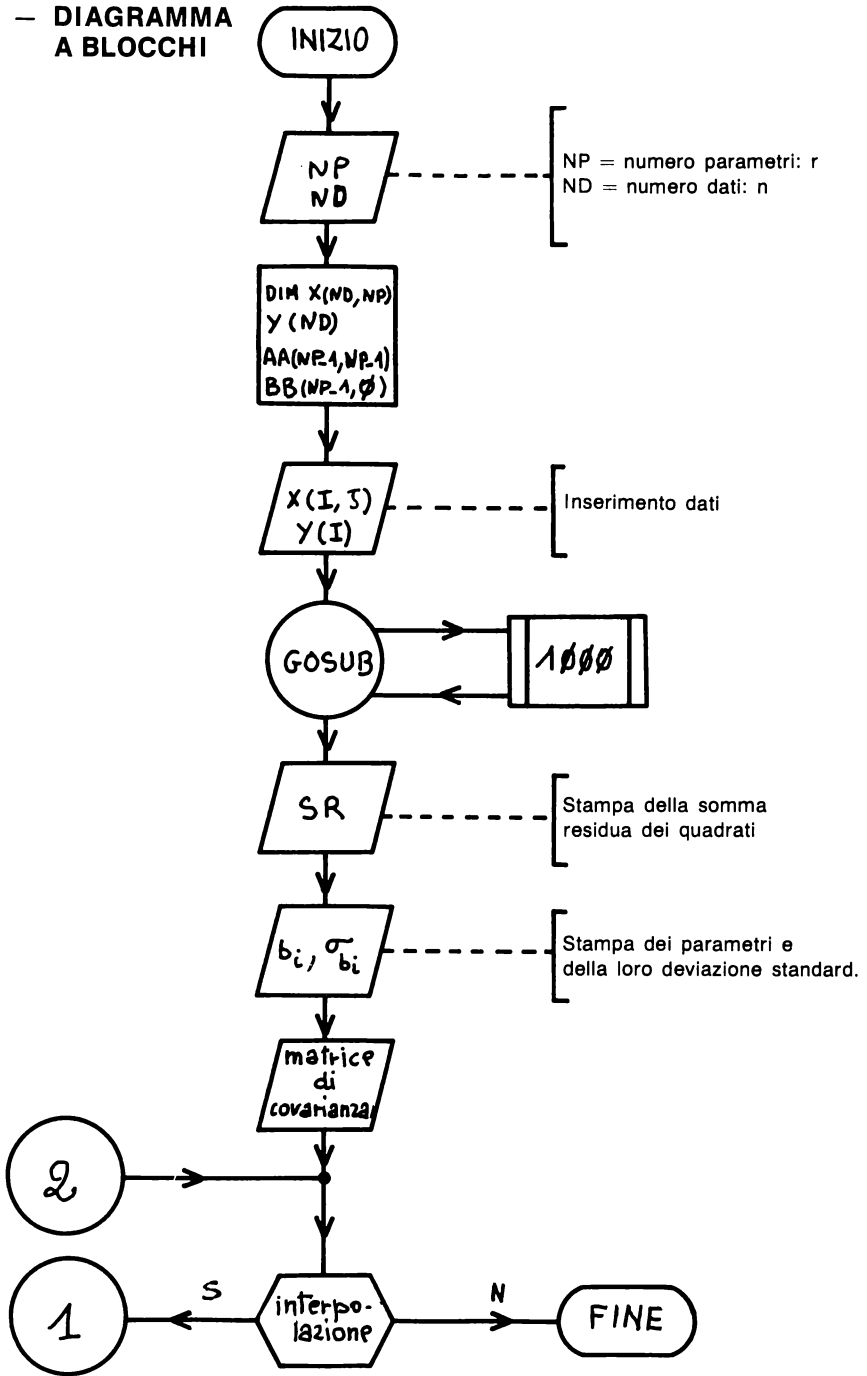 – DIAGRAMMA
A BLOCCHI
INIZIO
NP
ND
NP = numero parametri: r
ND = numero dati: n
DIM X(ND,NP)
Y(ND)
AA(NP-1,NP-1)
BB(NP-1,Ø)
X(I,J)
Y(I)
Inserimento dati
GOSUB
1ØØØ
SR
Stampa della somma
residua dei quadrati
bᵢ, σbᵢ
Stampa dei parametri e
della loro deviazione standard.
matrice
di
covarianza
2
1
S
interpo-
lazione
N
FINE